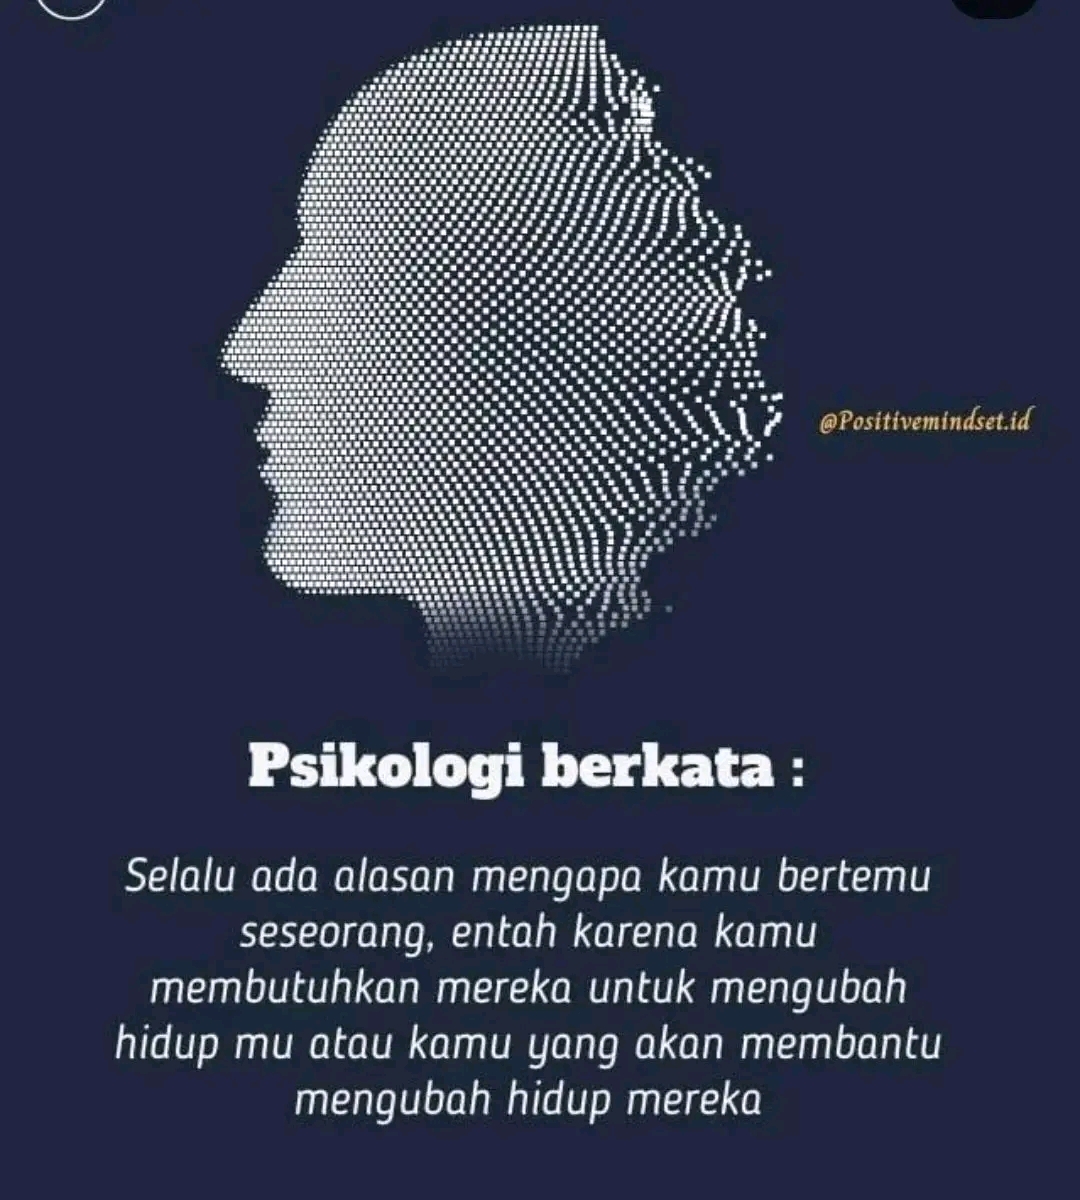 @Positivemindset.id
Psikologi berkata :
Selalu ada alasan mengapa kamu bertemu
seseorang, entah karena kamu
membutuhkan mereka untuk mengubah
hidup mu atau kamu yang akan membantu
mengubah hidup mereka